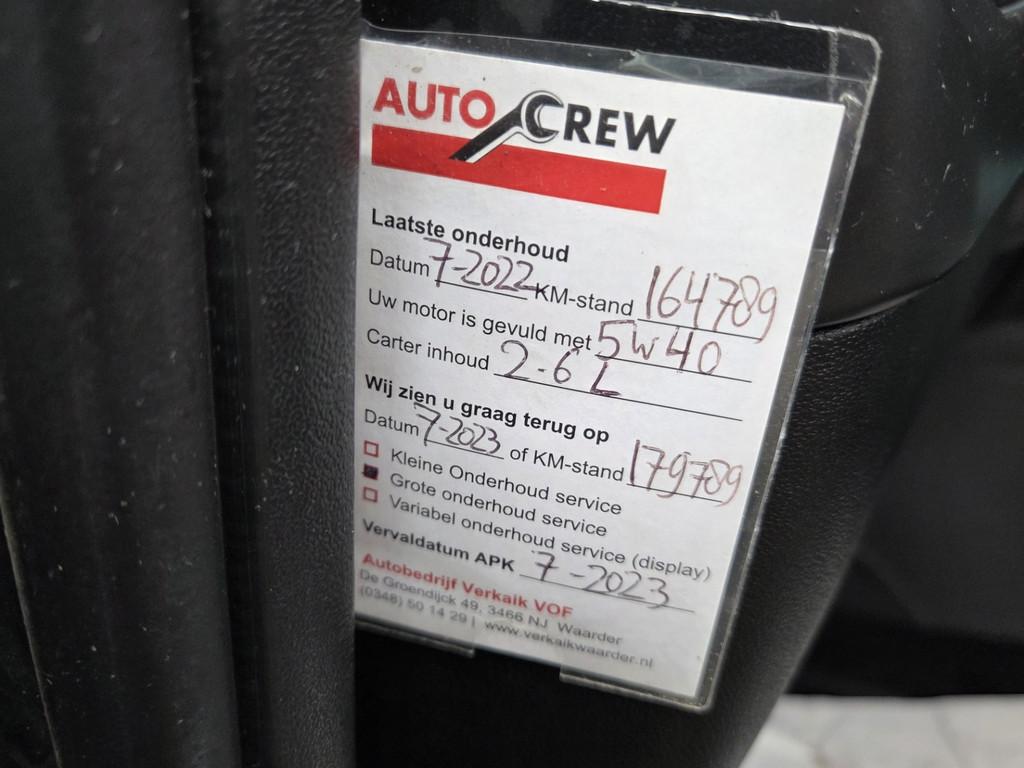 AUTO CREW
Laatste onderhoud
Datum 7-2022 KM-stand 164789
Uw motor is gevuld met 5W40
Carter inhoud 2.6 L
Wij zien u graag terug op
Datum 7-2023 of KM-stand 179789
Kleine Onderhoud service
Grote onderhoud service
Variabel onderhoud service (display)
Vervaldatum APK 7-2023
Autobedrijf Verkaik VOF
De Groendijck 49, 3466 NJ Waarder
(0348) 50 14 29 | www.verkaikwaarder.nl